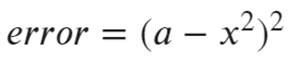 error = (a − x²)²